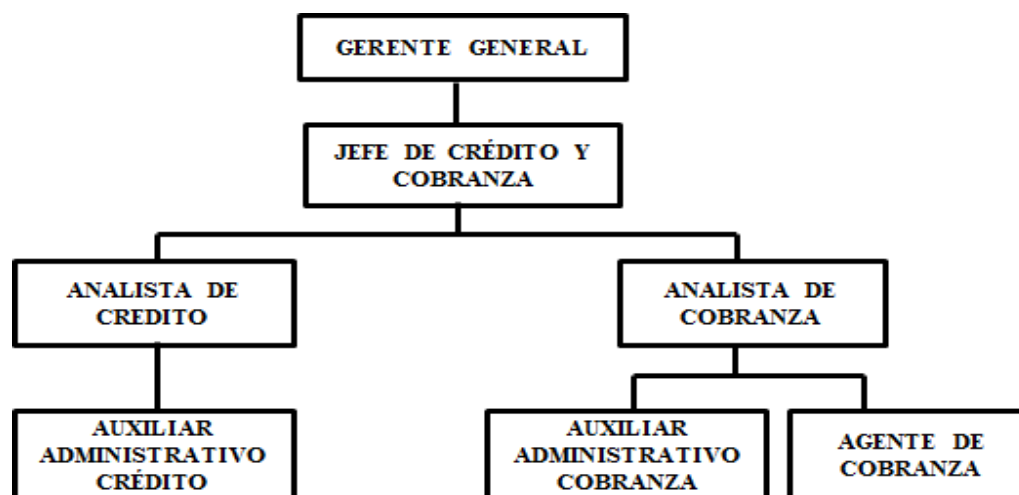 GERENTE GENERAL
JEFE DE CRÉDITO Y
COBRANZA
ANALISTA DE
CREDITO
ANALISTA DE
COBRANZA
AUXILIAR
ADMINISTRATIVO
CRÉDITO
AUXILIAR
ADMINISTRATIVO
COBRANZA
AGENTE DE
COBRANZA